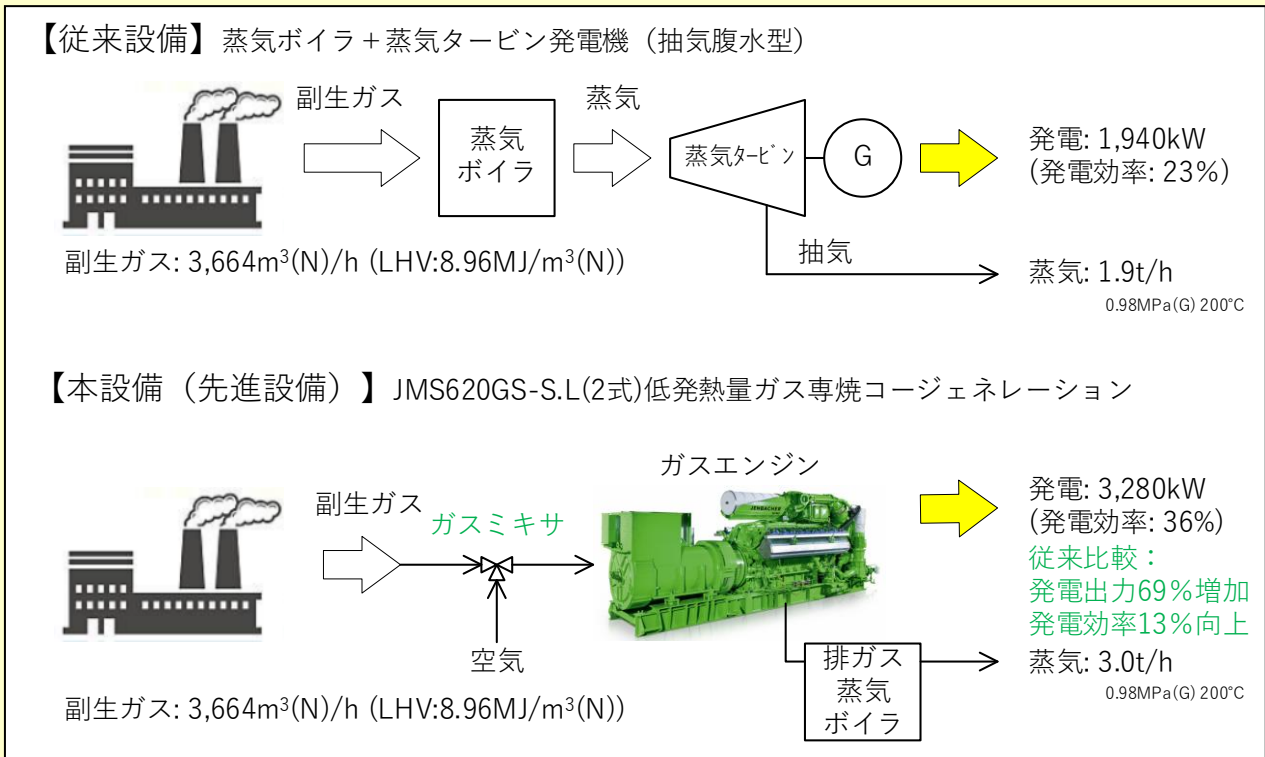 【従来設備】蒸気ボイラ+蒸気タービン発電機(抽気腹水型)
副生ガス
蒸気
蒸気
ボイラ
蒸気ﾀｰﾋﾞﾝ
G
発電: 1,940kW
(発電効率: 23%)
抽気
副生ガス: 3,664m³(N)/h (LHV:8.96MJ/m³(N))
蒸気: 1.9t/h
0.98MPa(G) 200℃
【本設備(先進設備)】JMS620GS-S.L(2式)低発熱量ガス専焼コージェネレーション
ガスエンジン
副生ガス
ガスミキサ
JENBACHER
発電: 3,280kW
(発電効率: 36%)
従来比較：
発電出力69%増加
発電効率13%向上
空気
排ガス
蒸気
ボイラ
蒸気: 3.0t/h
0.98MPa(G) 200℃
副生ガス: 3,664m³(N)/h (LHV:8.96MJ/m³(N))